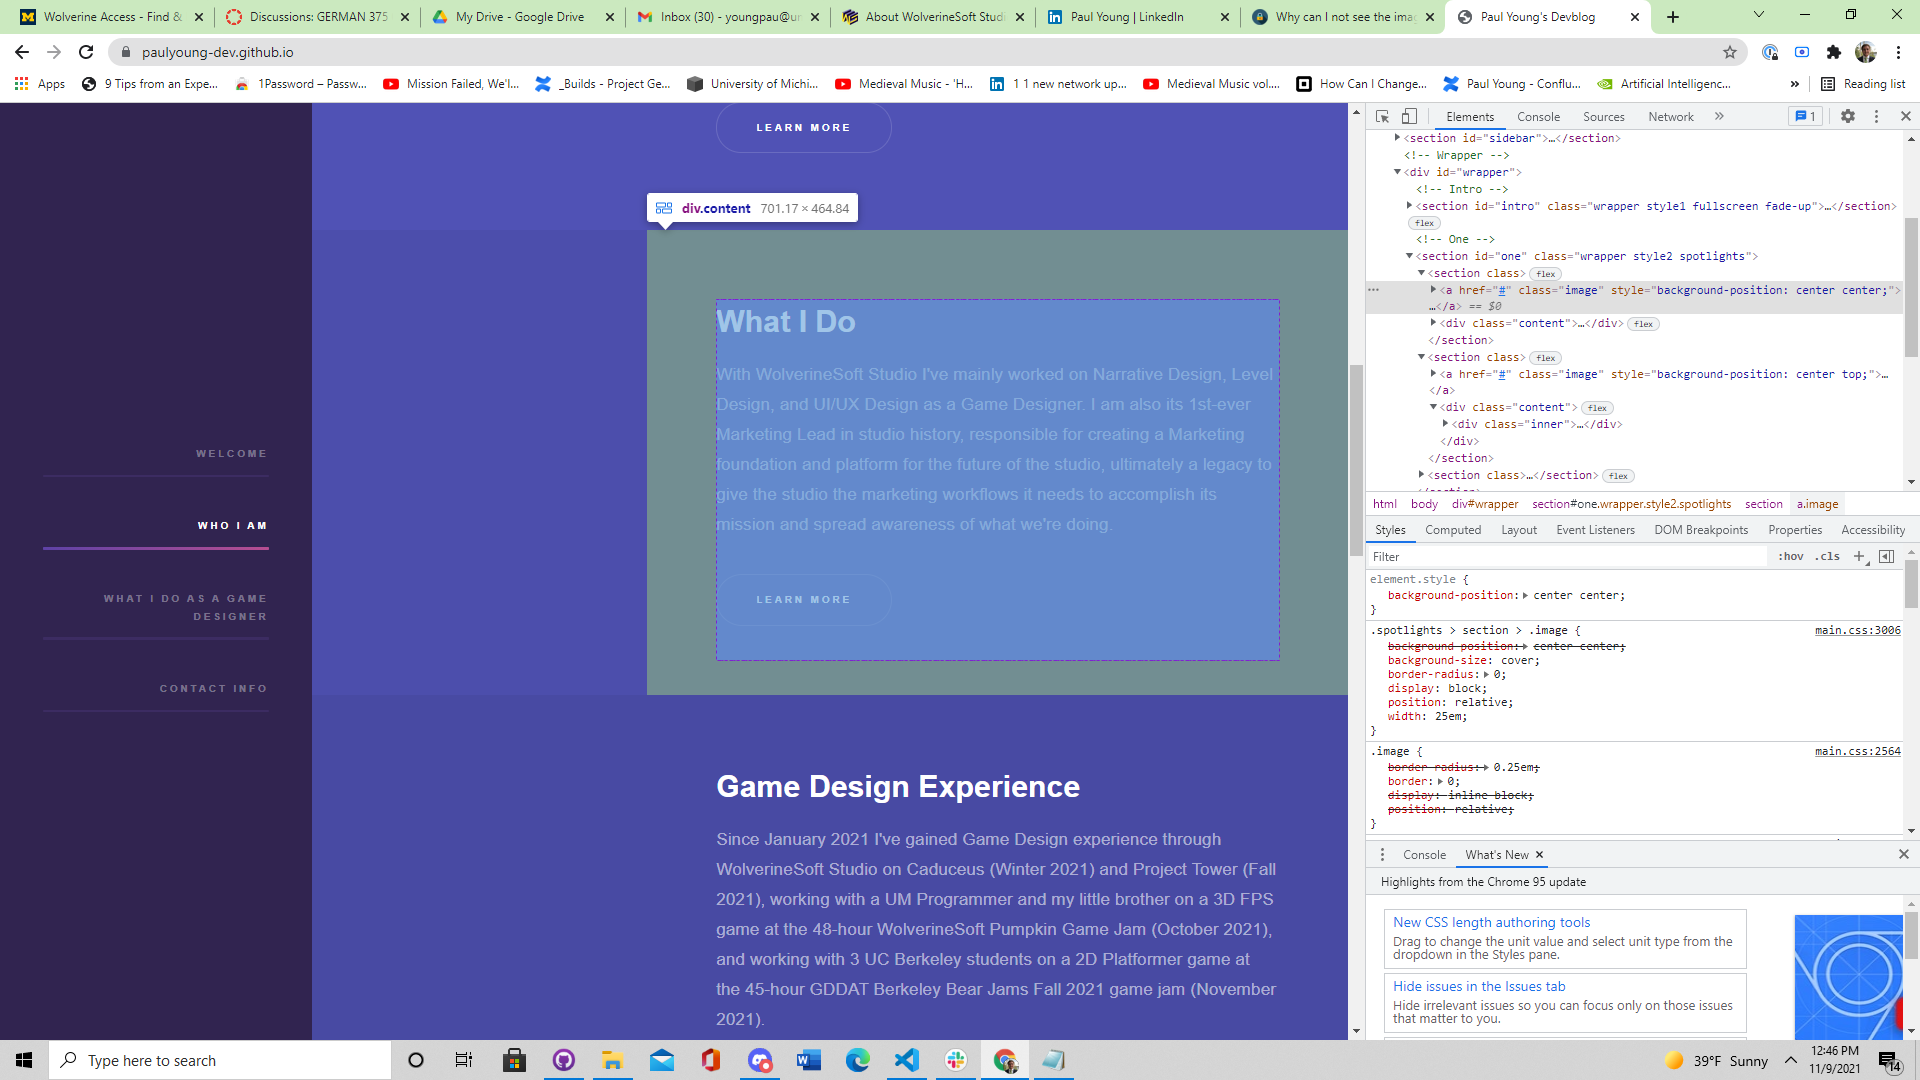 Wolverine Access - Find &
Discussions: GERMAN 375
My Drive - Google Drive
Inbox (30) - youngpau@u
About WolverineSoft Studi
Paul Young | LinkedIn
Why can I not see the imag
Paul Young's Devblog
paulyoung-dev.github.io
Apps
9 Tips from an Expe...
1Password – Passw...
Mission Failed, We'l...
_Builds - Project Ge...
University of Michi...
Medieval Music - 'H...
1 1 new network up...
Medieval Music vol....
How Can I Change...
Paul Young - Conflu...
Artificial Intelligenc...
»
Reading list
WELCOME
WHO I AM
WHAT I DO AS A GAME
DESIGNER
CONTACT INFO
LEARN MORE
div.content 701.17 × 464.84
What I Do
With WolverineSoft Studio I've mainly worked on Narrative Design, Level
Design, and UI/UX Design as a Game Designer. I am also its 1st-ever
Marketing Lead in studio history, responsible for creating a Marketing
foundation and platform for the future of the studio, ultimately a legacy to
give the studio the marketing workflows it needs to accomplish its
mission and spread awareness of what we're doing.
LEARN MORE
Game Design Experience
Since January 2021 I've gained Game Design experience through
WolverineSoft Studio on Caduceus (Winter 2021) and Project Tower (Fall
2021), working with a UM Programmer and my little brother on a 3D FPS
game at the 48-hour WolverineSoft Pumpkin Game Jam (October 2021),
and working with 3 UC Berkeley students on a 2D Platformer game at
the 45-hour GDDAT Berkeley Bear Jams Fall 2021 game jam (November
2021).
Elements Console Sources Network » 1
<section id="sidebar">…</section>
<!-- Wrapper -->
<div id="wrapper">
<!-- Intro -->
<section id="intro" class="wrapper style1 fullscreen fade-up">…</section>
flex
<!-- One -->
<section id="one" class="wrapper style2 spotlights">
<section class> flex
<a href="#" class="image" style="background-position: center center;">
…</a> == $0
<div class="content">…</div> flex
</section>
<section class> flex
<a href="#" class="image" style="background-position: center top;">…
</a>
<div class="content"> flex
<div class="inner">…</div>
</div>
</section>
<section class>…</section> flex
html body div#wrapper section#one.wrapper.style2.spotlights section a.image
Styles Computed Layout Event Listeners DOM Breakpoints Properties Accessibility
Filter :hov .cls +
element.style {
background-position: center center;
}
.spotlights > section > .image { main.css:3006
background-position: center center;
background-size: cover;
border-radius: 0;
display: block;
position: relative;
width: 25em;
}
.image { main.css:2564
border-radius: 0.25em;
border: 0;
display: inline-block;
position: relative;
}
Console What's New
Highlights from the Chrome 95 update
New CSS length authoring tools
Drag to change the unit value and select unit type from the
dropdown in the Styles pane.
Hide issues in the Issues tab
Hide irrelevant issues so you can focus only on those issues
that matter to you.
Type here to search
39°F Sunny
12:46 PM
11/9/2021
14